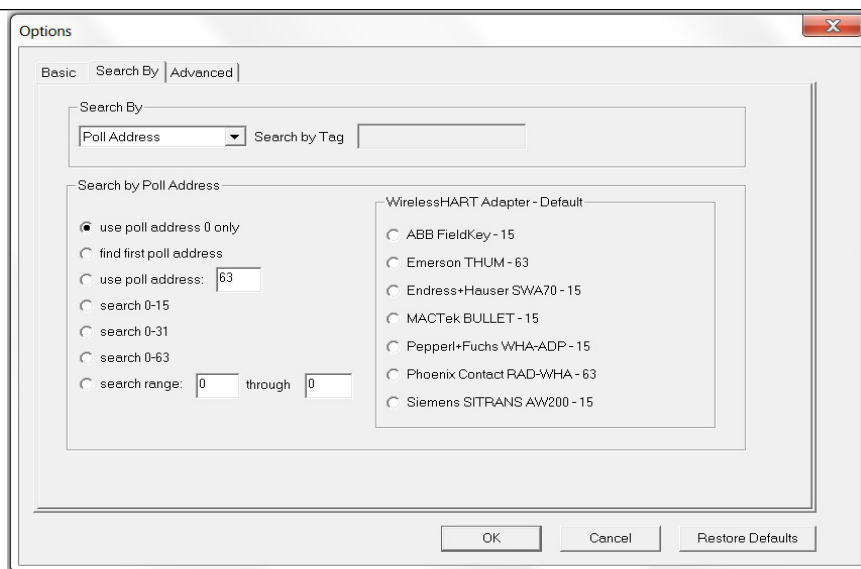 Options
Basic Search By Advanced
Search By
Poll Address Search by Tag
Search by Poll Address
use poll address 0 only
find first poll address
use poll address: 63
search 0-15
search 0-31
search 0-63
search range: 0 through 0
WirelessHART Adapter - Default
ABB FieldKey - 15
Emerson THUM - 63
Endress+Hauser SWA70 - 15
MACTek BULLET - 15
Pepperl+Fuchs WHA-ADP - 15
Phoenix Contact RAD-WHA - 63
Siemens SITRANS AW200 - 15
OK Cancel Restore Defaults